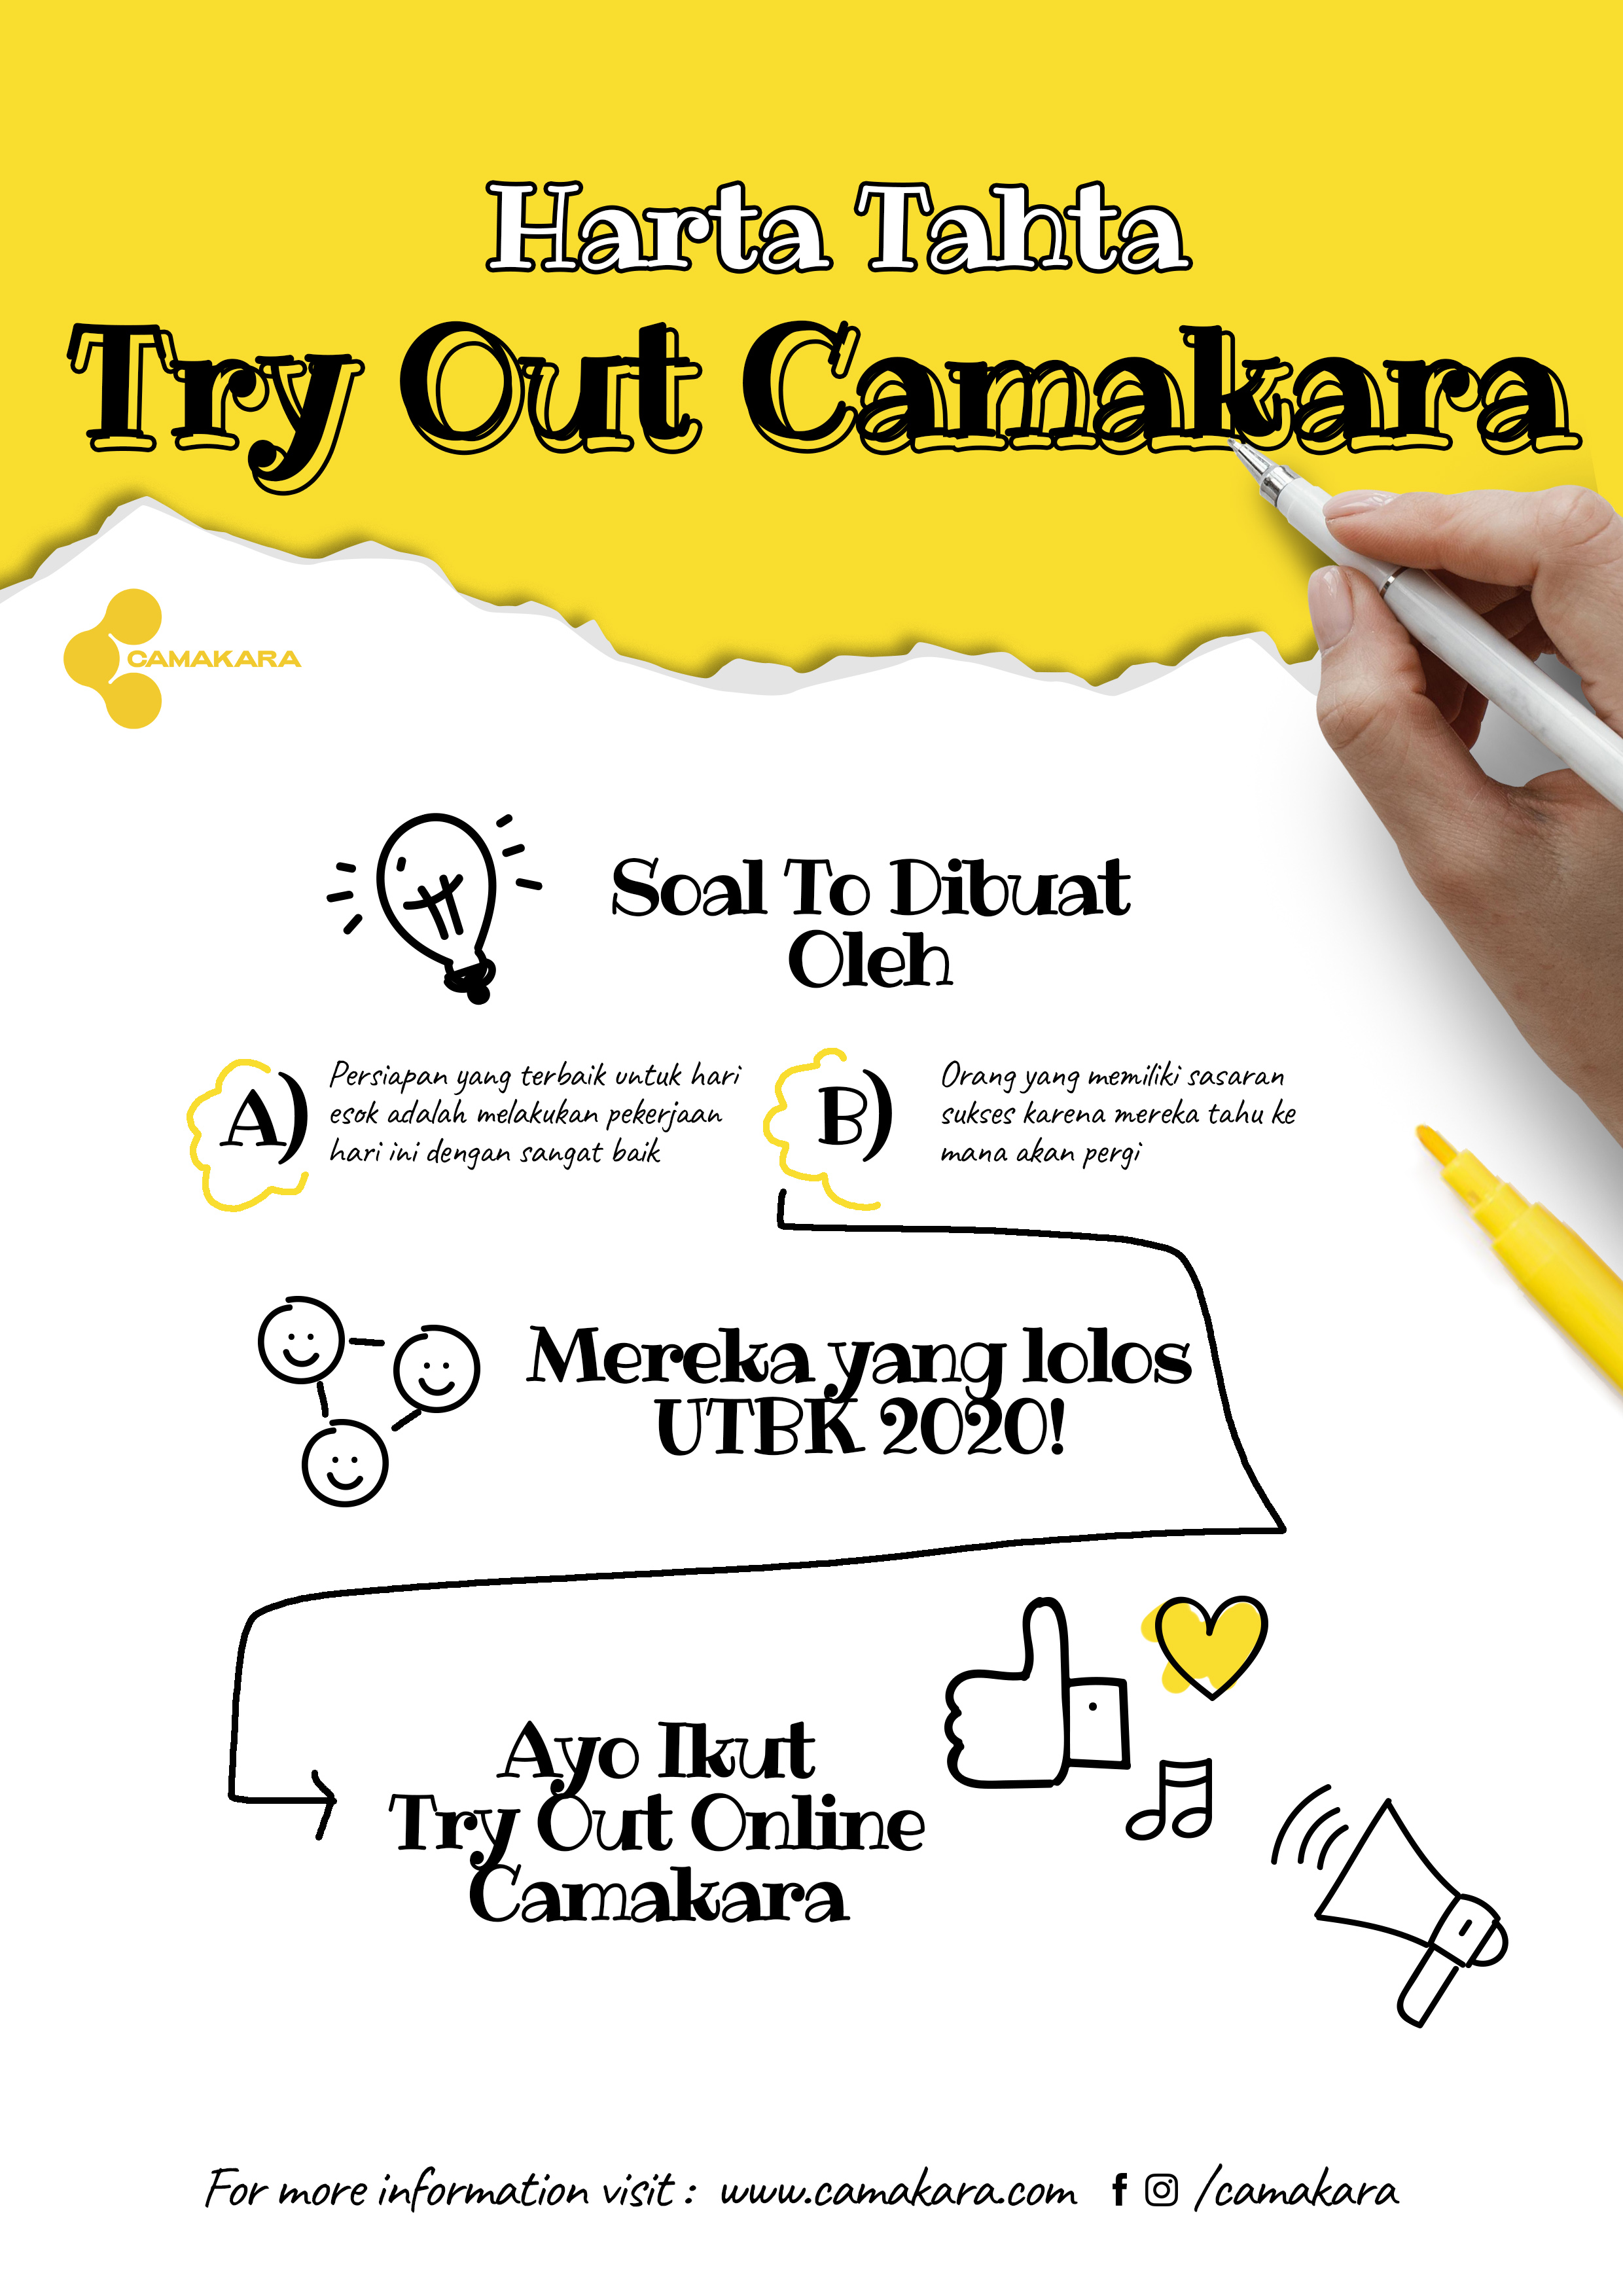 Harta Tahta
Try Out Camakara
CAMAKARA
Soal To Dibuat
Oleh
A)
Persiapan yang terbaik untuk hari
esok adalah melakukan pekerjaan
hari ini dengan sangat baik
B)
Orang yang memiliki sasaran
sukses karena mereka tahu ke
mana akan pergi
Mereka yang lolos
UTBK 2020!
Ayo Ikut
Try Out Online
Camakara
For more information visit : www.camakara.com f /camakara